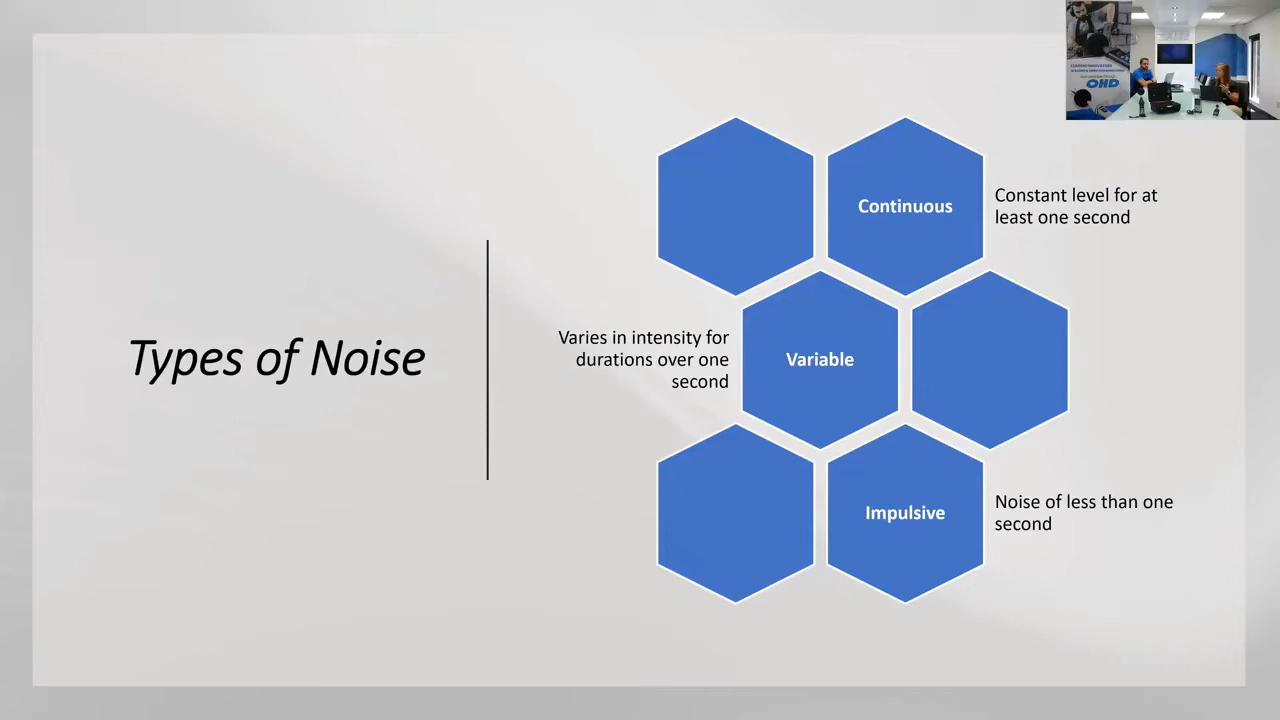 Types of Noise
Continuous
Constant level for at
least one second
Varies in intensity for
durations over one
second
Variable
Impulsive
Noise of less than one
second
OHD